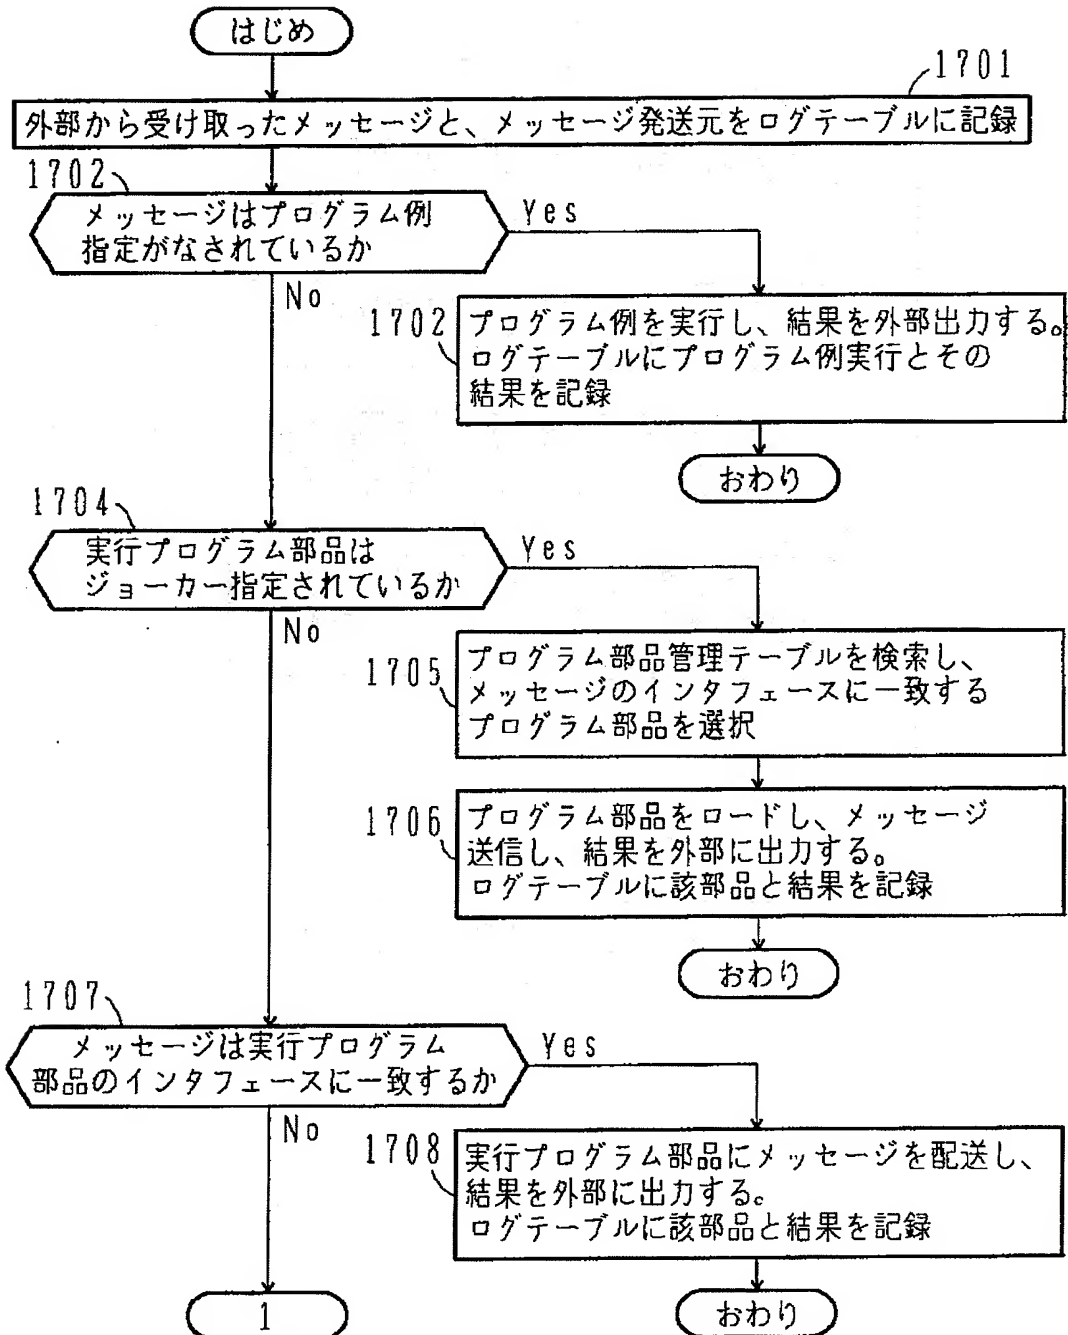 はじめ
1701
外部から受け取ったメッセージと、メッセージ発送元をログテーブルに記録
1702
メッセージはプログラム例
指定がなされているか
Yes
No
1702
プログラム例を実行し、結果を外部出力する。
ログテーブルにプログラム例実行とその
結果を記録
おわり
1704
実行プログラム部品は
ジョーカー指定されているか
Yes
No
1705
プログラム部品管理テーブルを検索し、
メッセージのインタフェースに一致する
プログラム部品を選択
1706
プログラム部品をロードし、メッセージ
送信し、結果を外部に出力する。
ログテーブルに該部品と結果を記録
おわり
1707
メッセージは実行プログラム
部品のインタフェースに一致するか
Yes
No
1708
実行プログラム部品にメッセージを配送し、
結果を外部に出力する。
ログテーブルに該部品と結果を記録
1
おわり